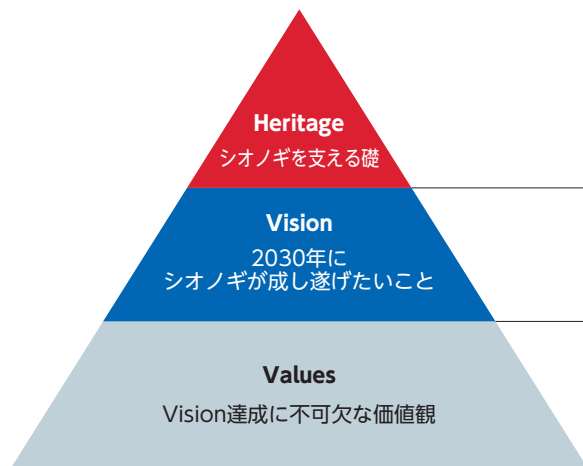 Heritage
シオノギを支える礎
Vision
2030年に
シオノギが成し遂げたいこと
Values
Vision達成に不可欠な価値観